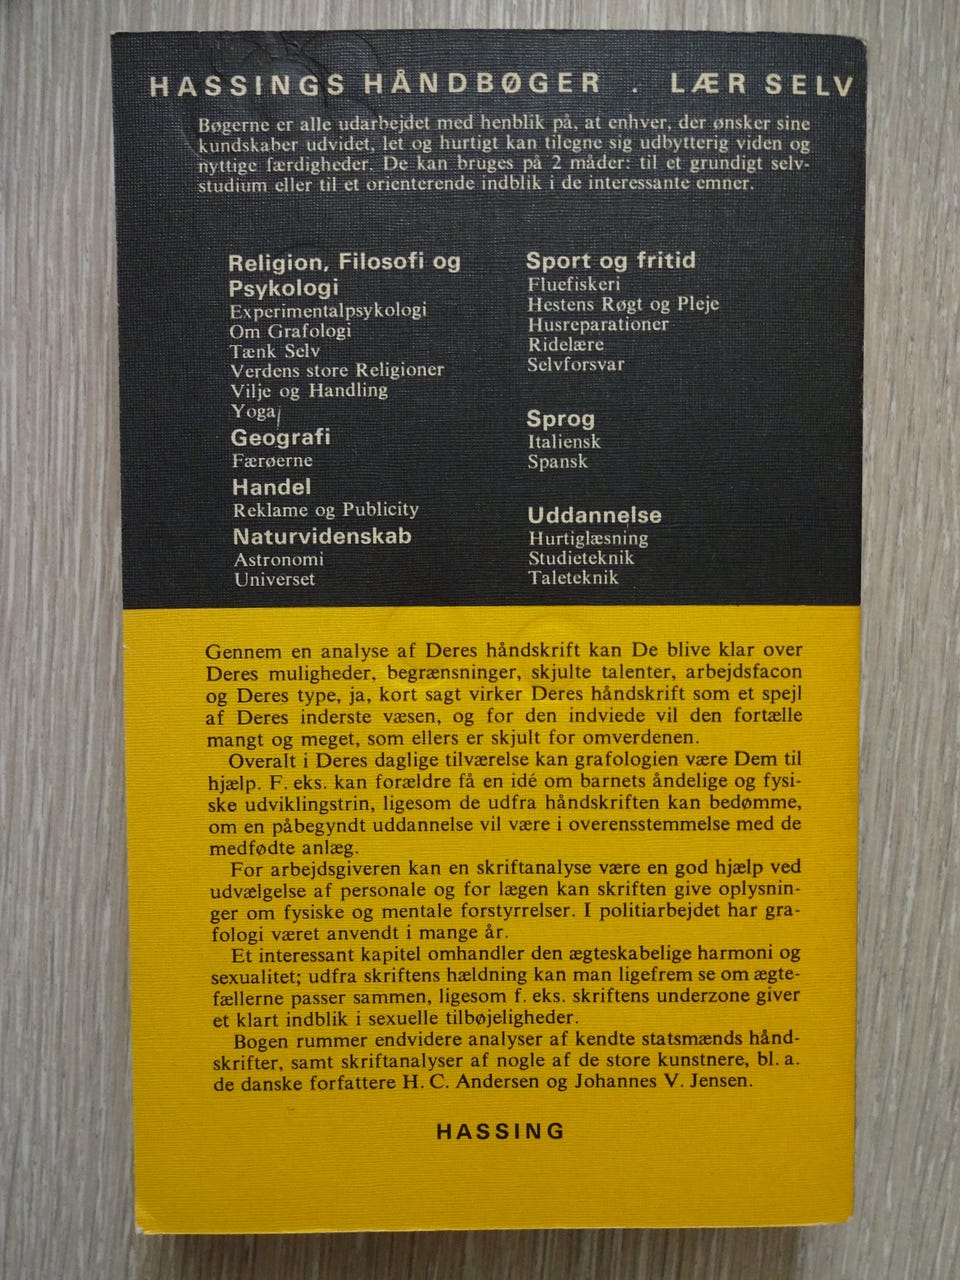 HASSINGS HÅNDBØGER . LÆR SELV
Bøgerne er alle udarbejdet med henblik på, at enhver, der ønsker sine
kundskaber udvidet, let og hurtigt kan tilegne sig udbytterig viden og
nyttige færdigheder. De kan bruges på 2 måder: til et grundigt selv-
studium eller til et orienterende indblik i de interessante emner.
Religion, Filosofi og
Psykologi
Experimentalpsykologi
Om Grafologi
Tænk Selv
Verdens store Religioner
Vilje og Handling
Yoga
Geografi
Færøerne
Handel
Reklame og Publicity
Naturvidenskab
Astronomi
Universet
Sport og fritid
Fluefiskeri
Hestens Røgt og Pleje
Husreparationer
Ridelære
Selvforsvar
Sprog
Italiensk
Spansk
Uddannelse
Hurtiglæsning
Studieteknik
Taleteknik
Gennem en analyse af Deres håndskrift kan De blive klar over
Deres muligheder, begrænsninger, skjulte talenter, arbejdsfacon
og Deres type, ja, kort sagt virker Deres håndskrift som et spejl
af Deres inderste væsen, og for den indviede vil den fortælle
mangt og meget, som ellers er skjult for omverdenen.
Overalt i Deres daglige tilværelse kan grafologien være Dem til
hjælp. F. eks. kan forældre få en idé om barnets åndelige og fysi-
ske udviklingstrin, ligesom de udfra håndskriften kan bedømme,
om en påbegyndt uddannelse vil være i overensstemmelse med de
medfødte anlæg.
For arbejdsgiveren kan en skriftanalyse være en god hjælp ved
udvælgelse af personale og for lægen kan skriften give oplysnin-
ger om fysiske og mentale forstyrrelser. I politiarbejdet har gra-
fologi været anvendt i mange år.
Et interessant kapitel omhandler den ægteskabelige harmoni og
sexualitet; udfra skriftens hældning kan man ligefrem se om ægte-
fællerne passer sammen, ligesom f. eks. skriftens underzone giver
et klart indblik i sexuelle tilbøjeligheder.
Bogen rummer endvidere analyser af kendte statsmænds hånd-
skrifter, samt skriftanalyser af nogle af de store kunstnere, bl. a.
de danske forfattere H. C. Andersen og Johannes V. Jensen.
HASSING